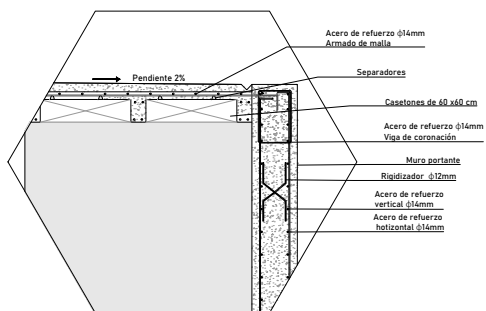 Acero de refuerzo ϕ14mm
Armado de malla
Pendiente 2%
Separadores
Casetones de 60 x60 cm
Acero de refuerzo ϕ14mm
Viga de coronación
Muro portante
Rigidizador ϕ12mm
Acero de refuerzo
vertical ϕ14mm
Acero de refuerzo
hotizontal ϕ14mm